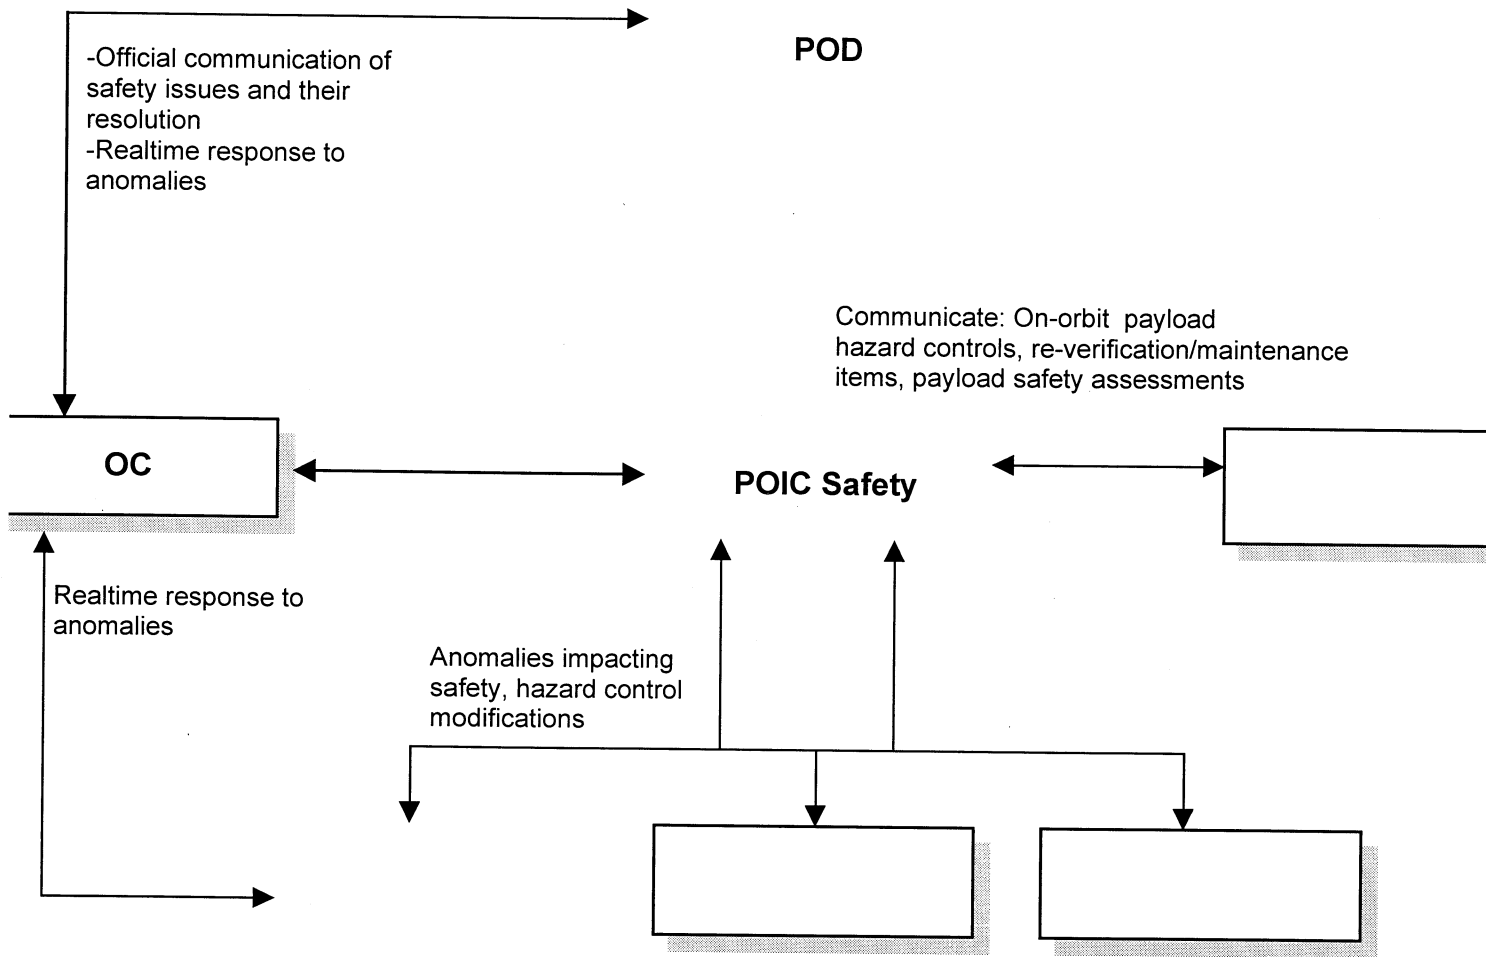 POD
-Official communication of
safety issues and their
resolution
-Realtime response to
anomalies
Communicate: On-orbit payload
hazard controls, re-verification/maintenance
items, payload safety assessments
OC
POIC Safety
Realtime response to
anomalies
Anomalies impacting
safety, hazard control
modifications